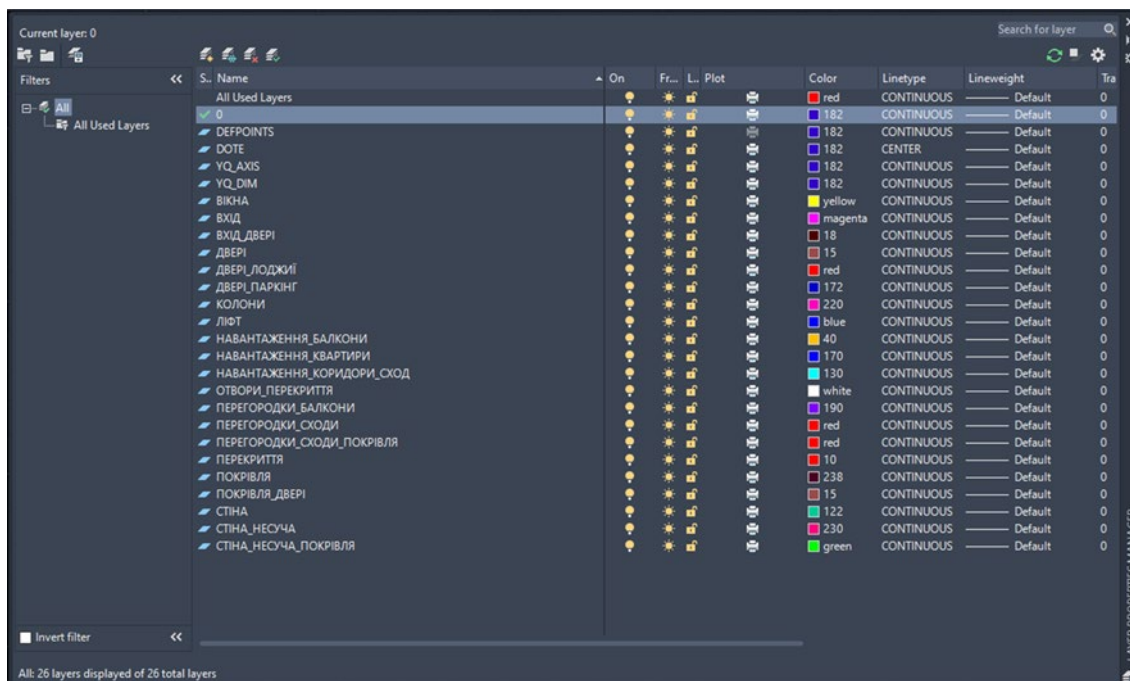 Current layer: 0
Search for layer
Filters
S.. Name On Fr... L... Plot Color Linetype Lineweight Tra
All
All Used Layers
All Used Layers red CONTINUOUS Default 0
0 182 CONTINUOUS Default 0
DEFPOINTS 182 CONTINUOUS Default 0
DOTE 182 CENTER Default 0
YQ_AXIS 182 CONTINUOUS Default 0
YQ_DIM 182 CONTINUOUS Default 0
ВІКНА yellow CONTINUOUS Default 0
ВХІД magenta CONTINUOUS Default 0
ВХІД_ДВЕРІ 18 CONTINUOUS Default 0
ДВЕРІ 15 CONTINUOUS Default 0
ДВЕРІ_ЛОДЖИЇ red CONTINUOUS Default 0
ДВЕРІ_ПАРКІНГ 172 CONTINUOUS Default 0
КОЛОНИ 220 CONTINUOUS Default 0
ЛІФТ blue CONTINUOUS Default 0
НАВАНТАЖЕННЯ_БАЛКОНИ 40 CONTINUOUS Default 0
НАВАНТАЖЕННЯ_КВАРТИРИ 170 CONTINUOUS Default 0
НАВАНТАЖЕННЯ_КОРИДОРИ_СХОД 130 CONTINUOUS Default 0
ОТВОРИ_ПЕРЕКРИТТЯ white CONTINUOUS Default 0
ПЕРЕГОРОДКИ_БАЛКОНИ 190 CONTINUOUS Default 0
ПЕРЕГОРОДКИ_СХОДИ red CONTINUOUS Default 0
ПЕРЕГОРОДКИ_СХОДИ_ПОКРІВЛЯ red CONTINUOUS Default 0
ПЕРЕКРИТТЯ 10 CONTINUOUS Default 0
ПОКРІВЛЯ 238 CONTINUOUS Default 0
ПОКРІВЛЯ_ДВЕРІ 15 CONTINUOUS Default 0
СТІНА 122 CONTINUOUS Default 0
СТІНА_НЕСУЧА 230 CONTINUOUS Default 0
СТІНА_НЕСУЧА_ПОКРІВЛЯ green CONTINUOUS Default 0
Invert filter
All: 26 layers displayed of 26 total layers
LAYER PROPERTIES MANAGER